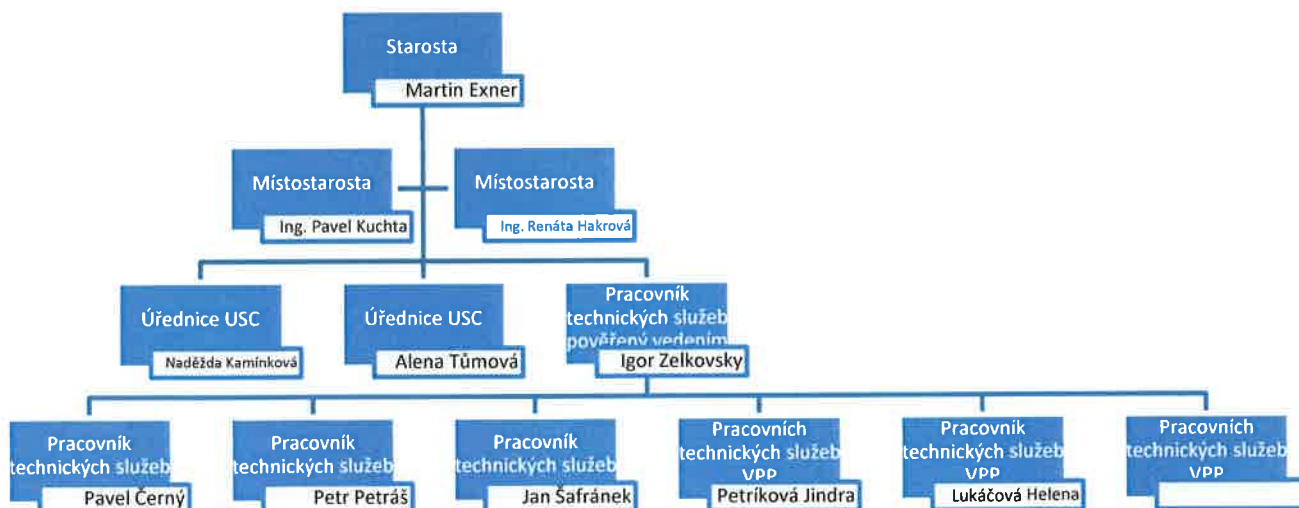 Starosta
Martin Exner
Místostarosta
Ing. Pavel Kuchta
Místostarosta
Ing. Renáta Hakrová
Úřednice USC
Naděžda Kamínková
Úřednice USC
Alena Tůmová
Pracovník
technických služeb
pověřený vedením
Igor Zelkovsky
Pracovník
technických služeb
Pavel Černý
Pracovník
technických služeb
Petr Petráš
Pracovník
technických služeb
Jan Šafránek
Pracovních
technických služeb
VPP
Petríková Jindra
Pracovník
technických služeb
VPP
Lukáčová Helena
Pracovních
technických služeb
VPP